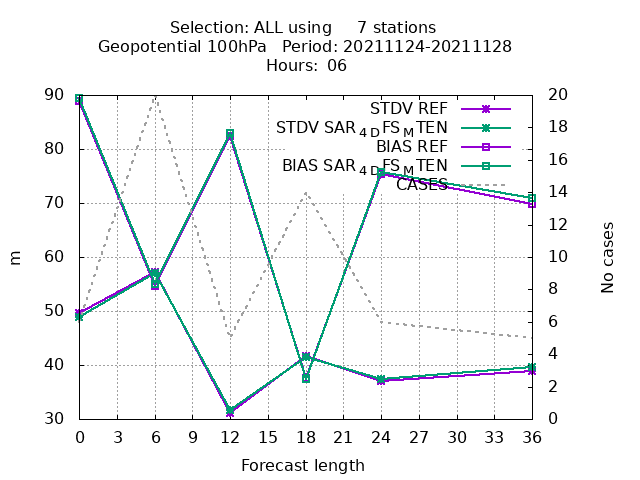 Selection: ALL using     7 stations
Geopotential 100hPa   Period: 20211124-20211128
Hours: 06
90
80
70
60
50
40
30
m
20
18
16
14
12
10
8
6
4
2
0
No cases
STDV REF
STDV SAR4DFSMTEN
BIAS REF
BIAS SAR4DFSMTEN
CASES
0 3 6 9 12 15 18 21 24 27 30 33 36
Forecast length